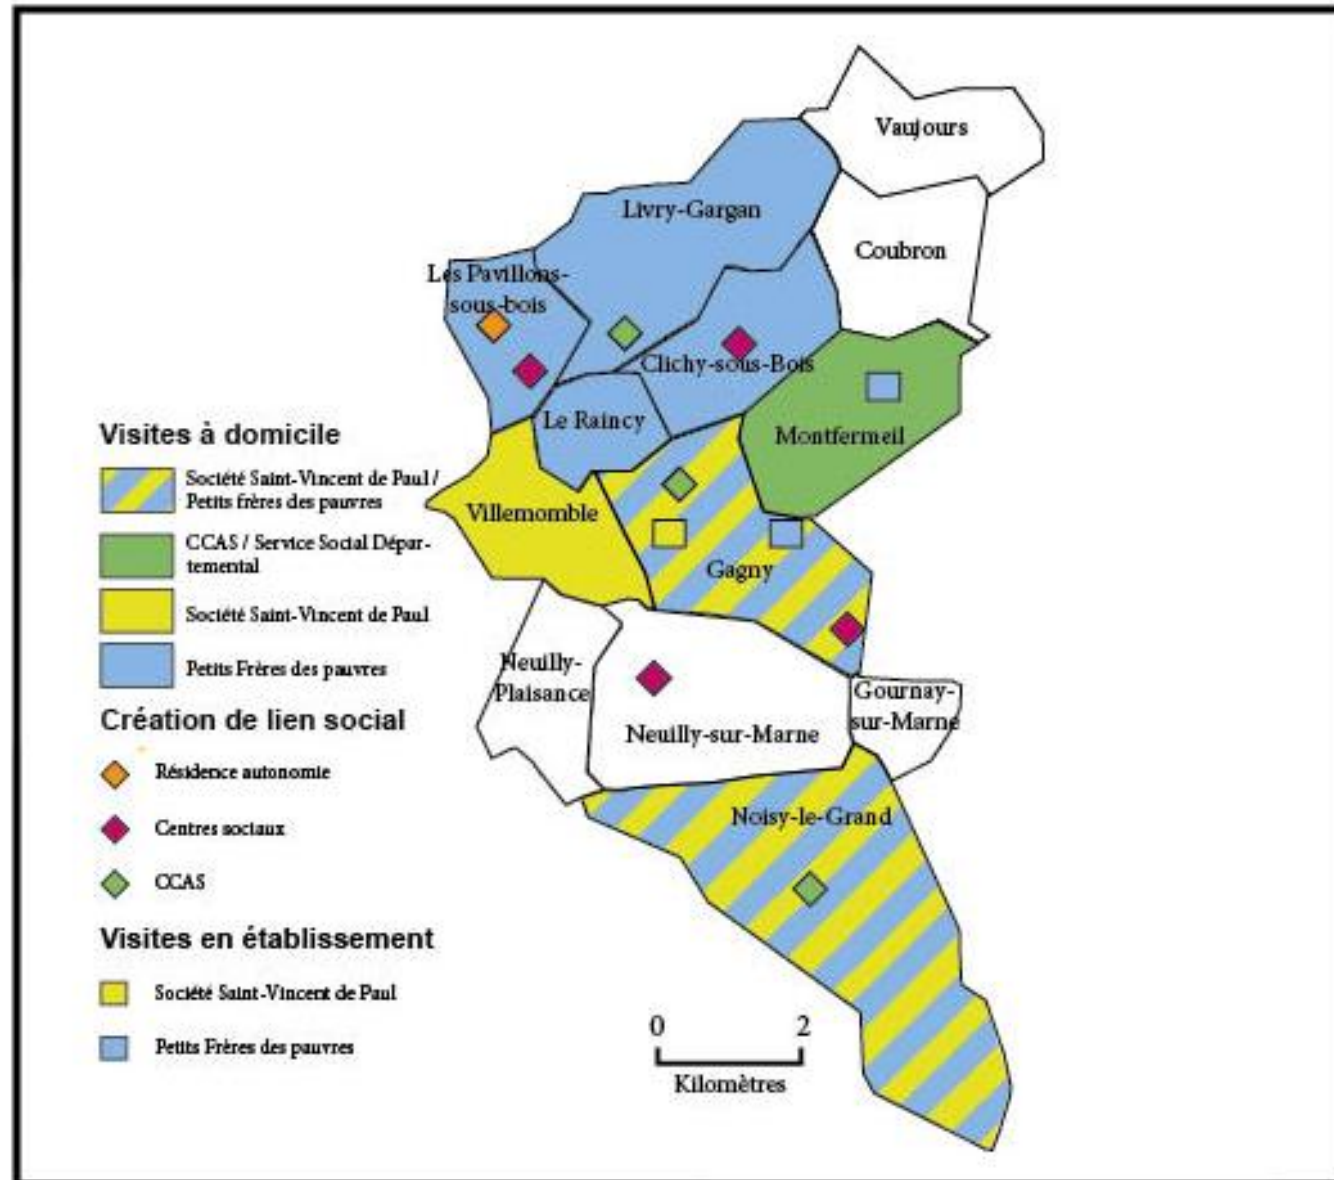 Vaujours
Livry-Gargan
Coubron
Les Pavillons-
sous-bois
Clichy-sous-Bois
Le Raincy
Montfermeil
Villemomble
Gagny
Neuilly-
Plaisance
Gournay-
sur-Marne
Neuilly-sur-Marne
Noisy-le-Grand
Visites à domicile
Société Saint-Vincent de Paul /
Petits frères des pauvres
CCAS / Service Social Dépar-
temental
Société Saint-Vincent de Paul
Petits Frères des pauvres
Création de lien social
Résidence autonomie
Centres sociaux
CCAS
Visites en établissement
Société Saint-Vincent de Paul
Petits Frères des pauvres
0 2
Kilomètres